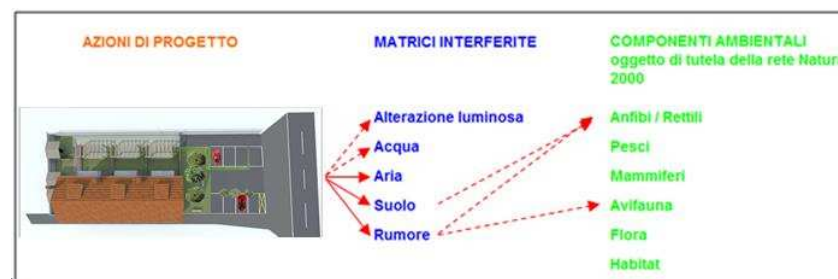 AZIONI DI PROGETTO
MATRICI INTERFERITE
COMPONENTI AMBIENTALI
oggetto di tutela della rete Natur
2000
Alterazione luminosa
Acqua
Aria
Suolo
Rumore
Anfibi / Rettili
Pesci
Mammiferi
Avifauna
Flora
Habitat